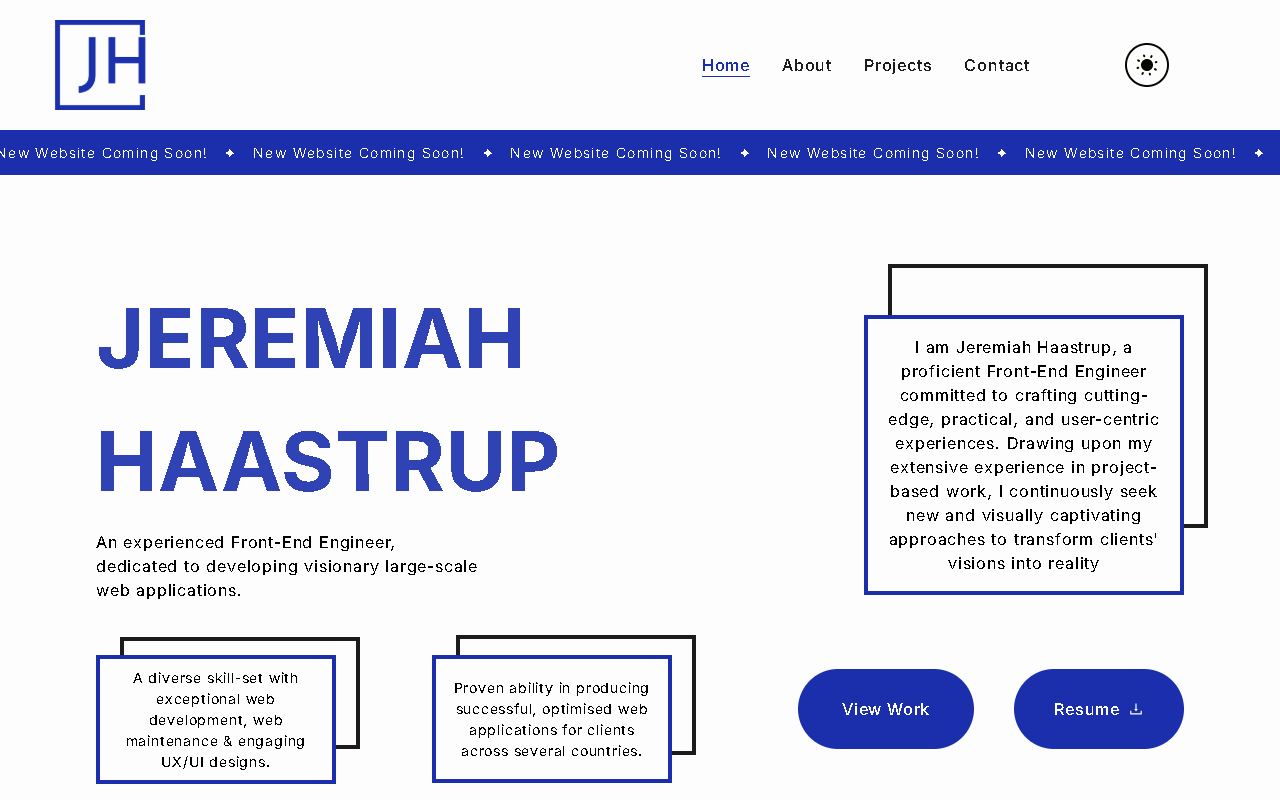 JH
Home About Projects Contact
New Website Coming Soon! ✦ New Website Coming Soon! ✦ New Website Coming Soon! ✦ New Website Coming Soon! ✦ New Website Coming Soon! ✦
JEREMIAH
HAASTRUP
An experienced Front-End Engineer,
dedicated to developing visionary large-scale
web applications.
I am Jeremiah Haastrup, a
proficient Front-End Engineer
committed to crafting cutting-
edge, practical, and user-centric
experiences. Drawing upon my
extensive experience in project-
based work, I continuously seek
new and visually captivating
approaches to transform clients'
visions into reality
A diverse skill-set with
exceptional web
development, web
maintenance & engaging
UX/UI designs.
Proven ability in producing
successful, optimised web
applications for clients
across several countries.
View Work
Resume